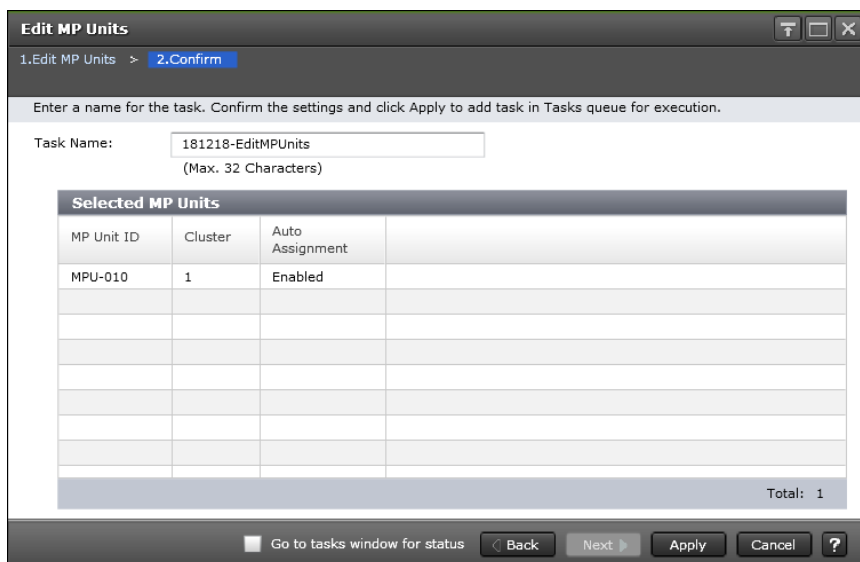 Edit MP Units
1.Edit MP Units > 2.Confirm
Enter a name for the task. Confirm the settings and click Apply to add task in Tasks queue for execution.
Task Name: 181218-EditMPUnits
(Max. 32 Characters)
Selected MP Units
MP Unit ID Cluster Auto Assignment
MPU-010 1 Enabled
Total: 1
Go to tasks window for status Back Next Apply Cancel ?